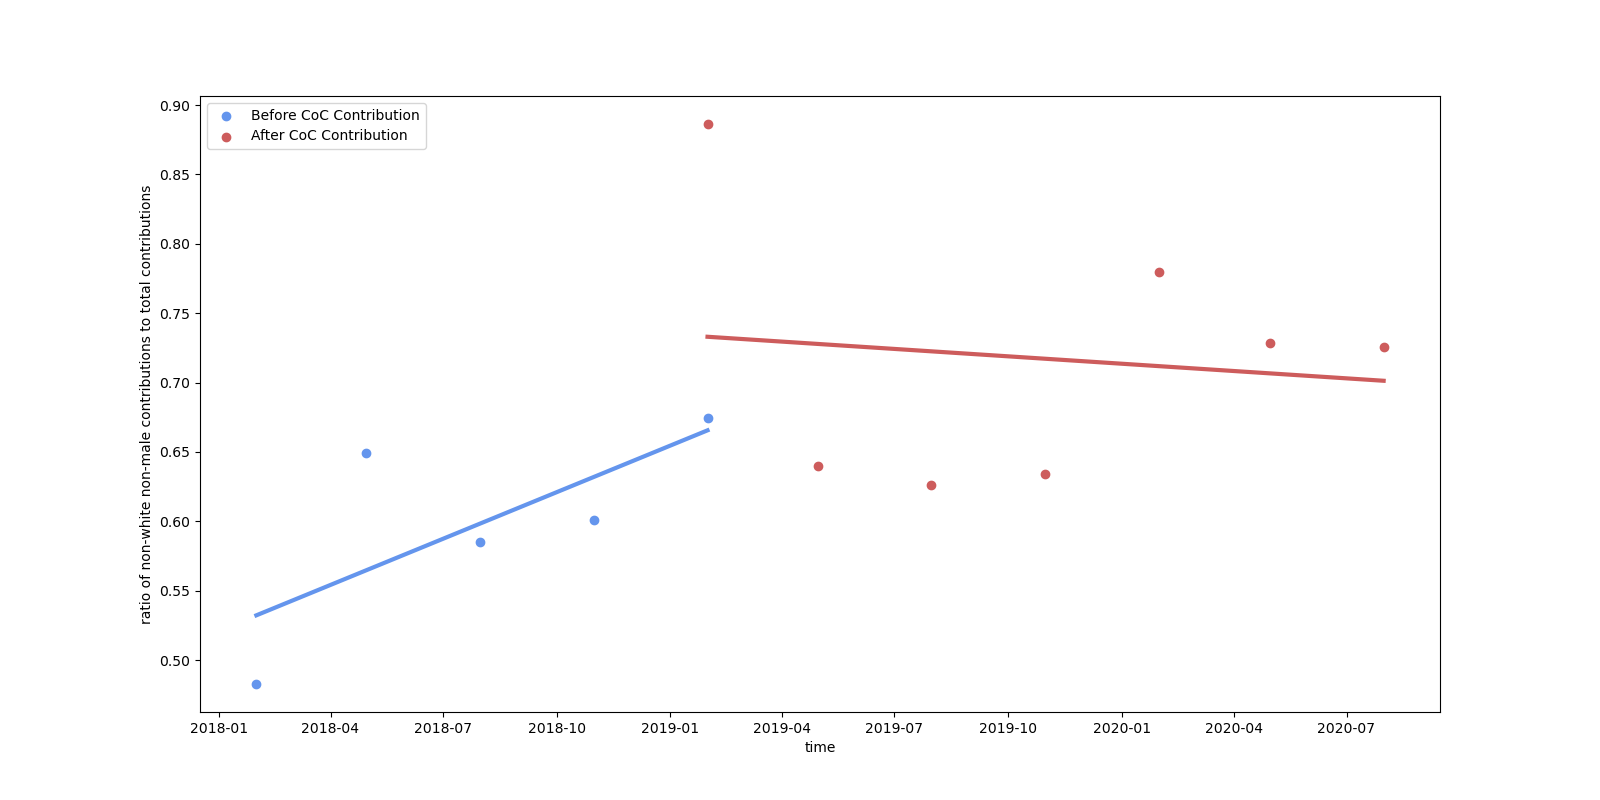 Before CoC Contribution
After CoC Contribution
ratio of non-white non-male contributions to total contributions
0.90
0.85
0.80
0.75
0.70
0.65
0.60
0.55
0.50
2018-01 2018-04 2018-07 2018-10 2019-01 2019-04 2019-07 2019-10 2020-01 2020-04 2020-07
time